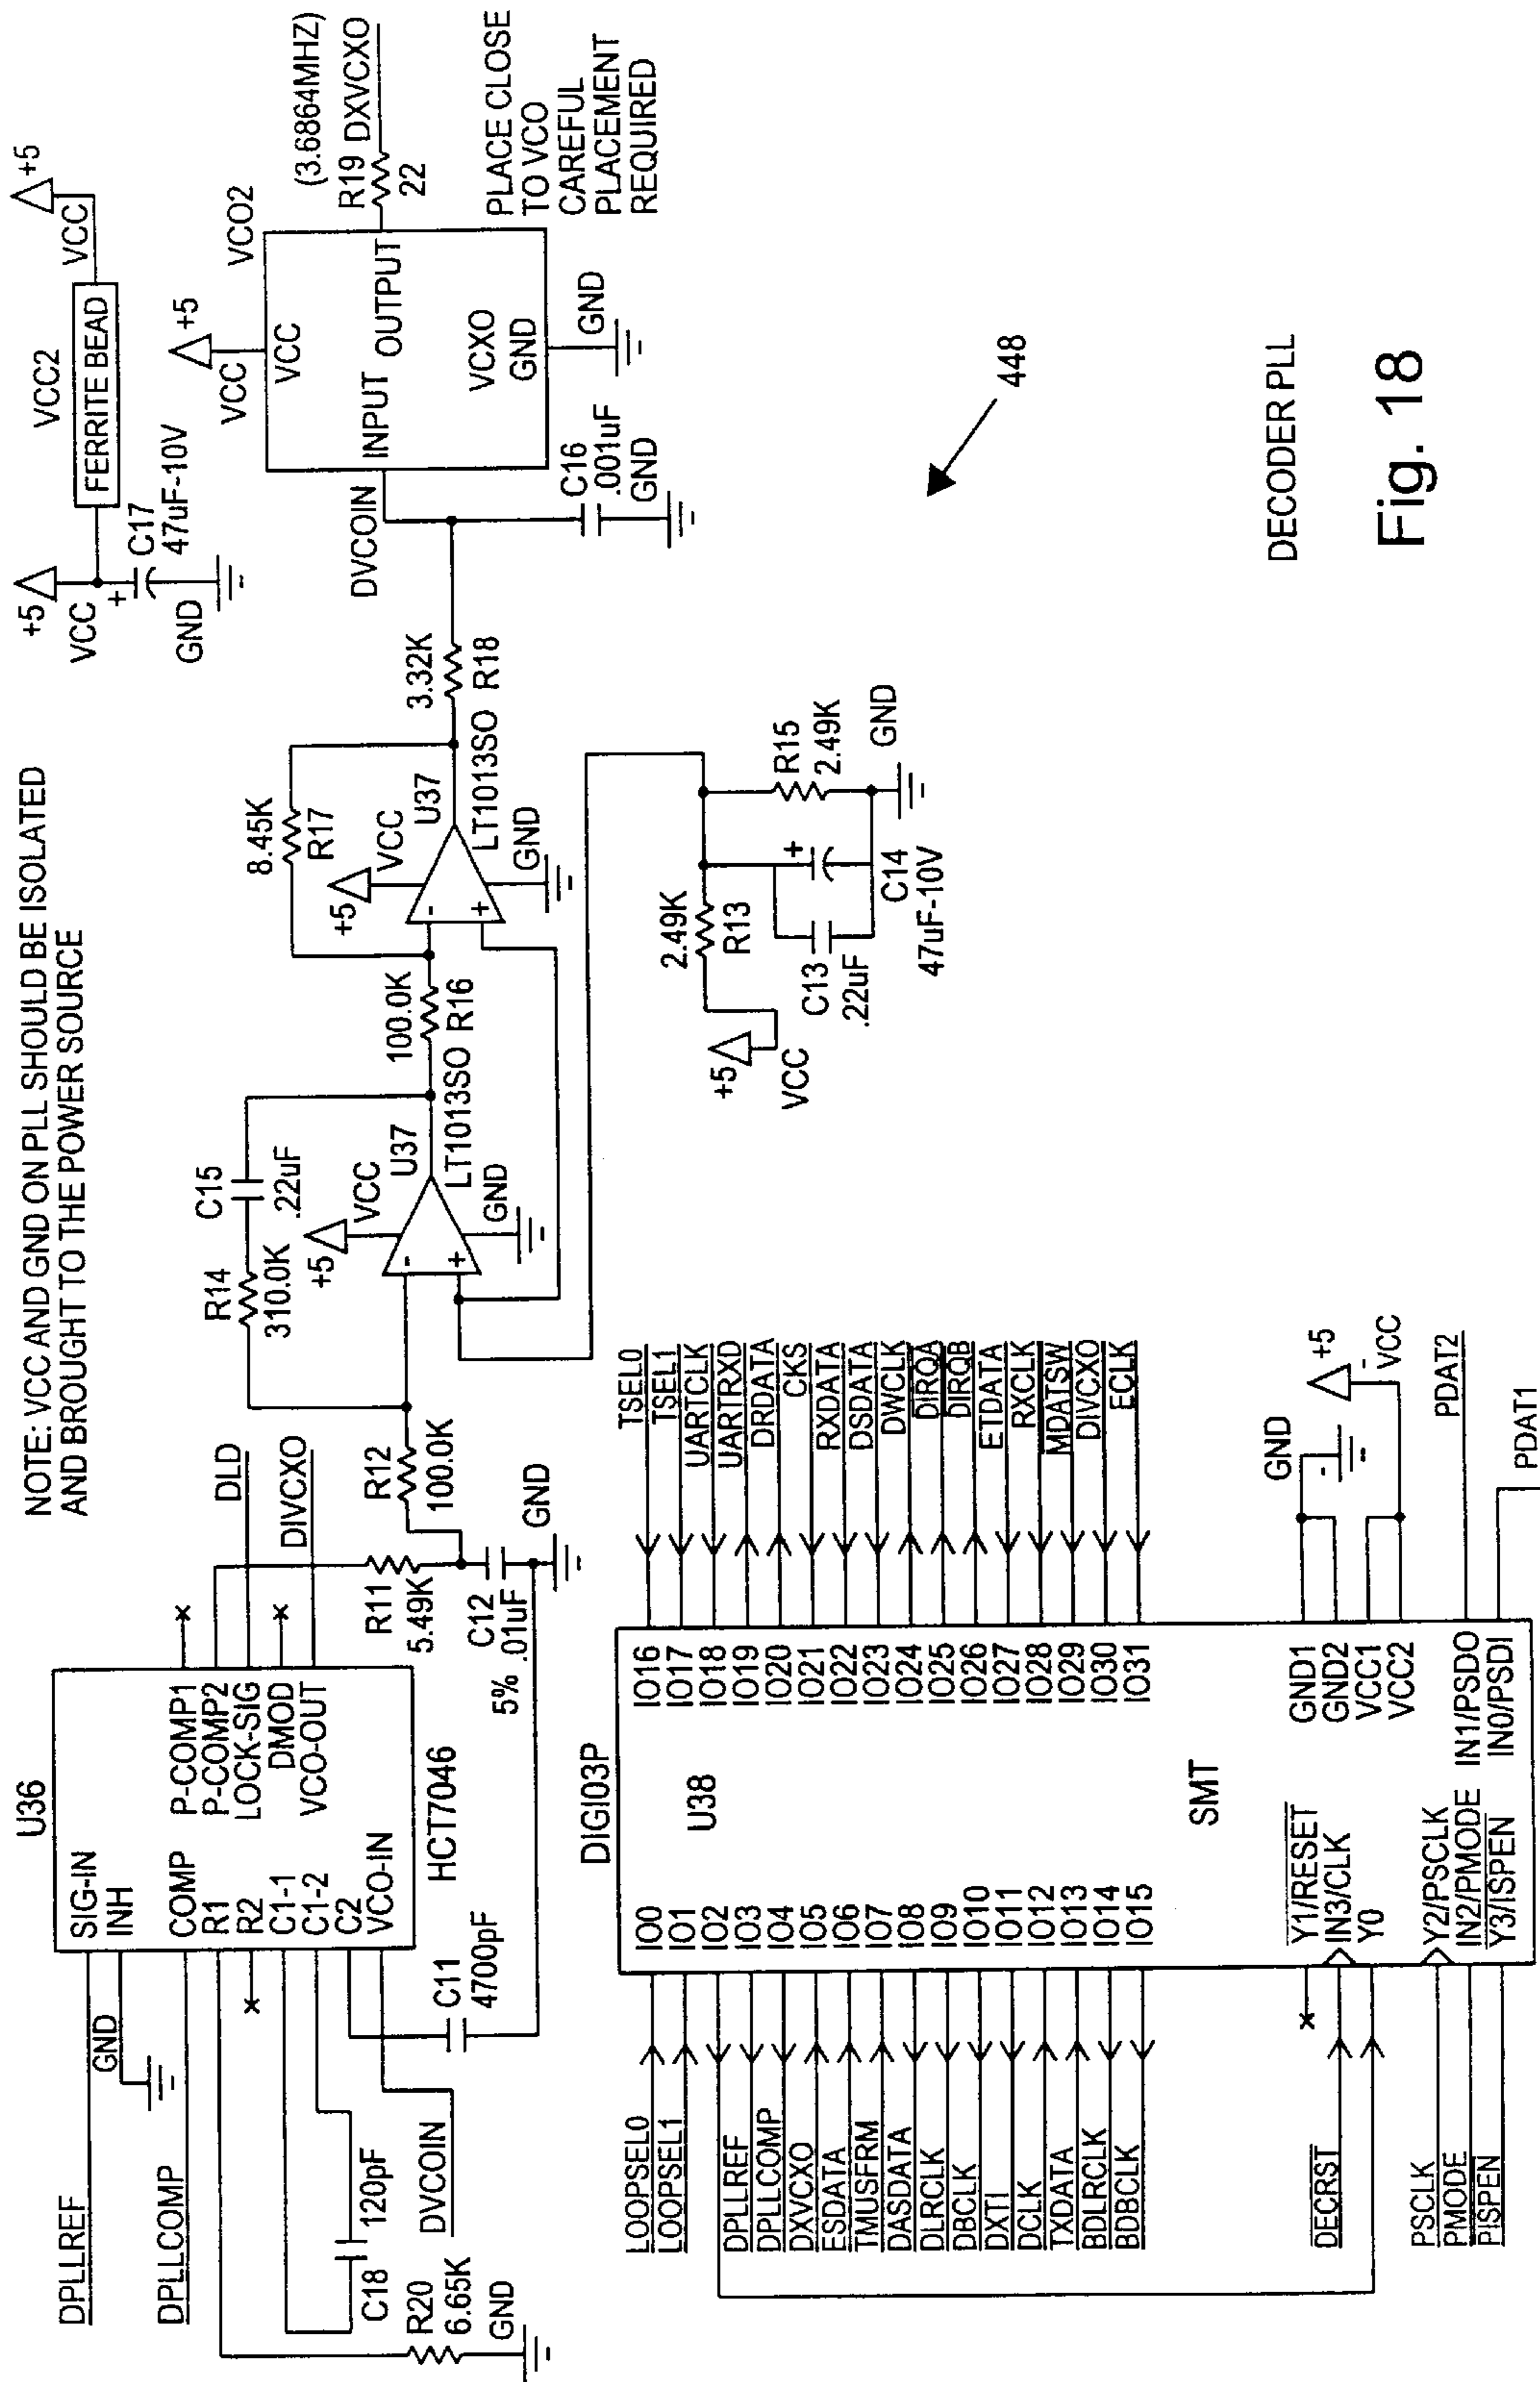 NOTE: VCC AND GND ON PLL SHOULD BE ISOLATED
AND BROUGHT TO THE POWER SOURCE
U36
SIG-IN
INH
COMP
R1
R2
C1-1
C1-2
C2
VCO-IN
P-COMP1
P-COMP2
LOCK-SIG
DMOD
VCO-OUT
HCT7046
DPLLREF
GND
DPLLCOMP
C18
120pF
R20
6.65K
GND
DVCOIN
C11
4700pF
DLD
DIVCXO
R11
5.49K
C12
.01uF
5%
GND
R12
100.0K
R14
310.0K
C15
.22uF
+5
VCC
-
+
U37
LT1013SO
GND
100.0K
R16
8.45K
R17
+5
VCC
-
+
U37
LT1013SO
GND
3.32K
R18
+5
VCC
2.49K
R13
C13
.22uF
+
C14
47uF-10V
R15
2.49K
GND
+5
VCC
+
C17
47uF-10V
GND
VCC2
FERRITE BEAD
VCC
+5
DVCOIN
C16
.001uF
GND
+5
VCC
VCO2
VCC
INPUT
OUTPUT
VCXO
GND
GND
(3.6864MHZ)
R19
DXVCXO
22
PLACE CLOSE
TO VCO
CAREFUL
PLACEMENT
REQUIRED
448
DIGI03P
U38
SMT
LOOPSEL0
LOOPSEL1
DPLLREF
DPLLCOMP
DXVCXO
ESDATA
TMUSFRM
DASDATA
DLRCLK
DBCLK
DXTI
DCLK
TXDATA
BDLRCLK
BDBCLK
DECRST
PSCLK
PMODE
PISPEN
IO0
IO1
IO2
IO3
IO4
IO5
IO6
IO7
IO8
IO9
IO10
IO11
IO12
IO13
IO14
IO15
Y1/RESET
IN3/CLK
Y0
Y2/PSCLK
IN2/PMODE
Y3/ISPEN
IO16
IO17
IO18
IO19
IO20
IO21
IO22
IO23
IO24
IO25
IO26
IO27
IO28
IO29
IO30
IO31
GND1
GND2
VCC1
VCC2
IN1/PSDO
IN0/PSDI
TSEL0
TSEL1
UARTCLK
UARTRXD
DRDATA
CKS
RXDATA
DSDATA
DWCLK
DIRQA
DIRQB
ETDATA
RXCLK
MDATSW
DIVCXO
ECLK
GND
+5
VCC
PDAT2
PDAT1
DECODER PLL
Fig. 18